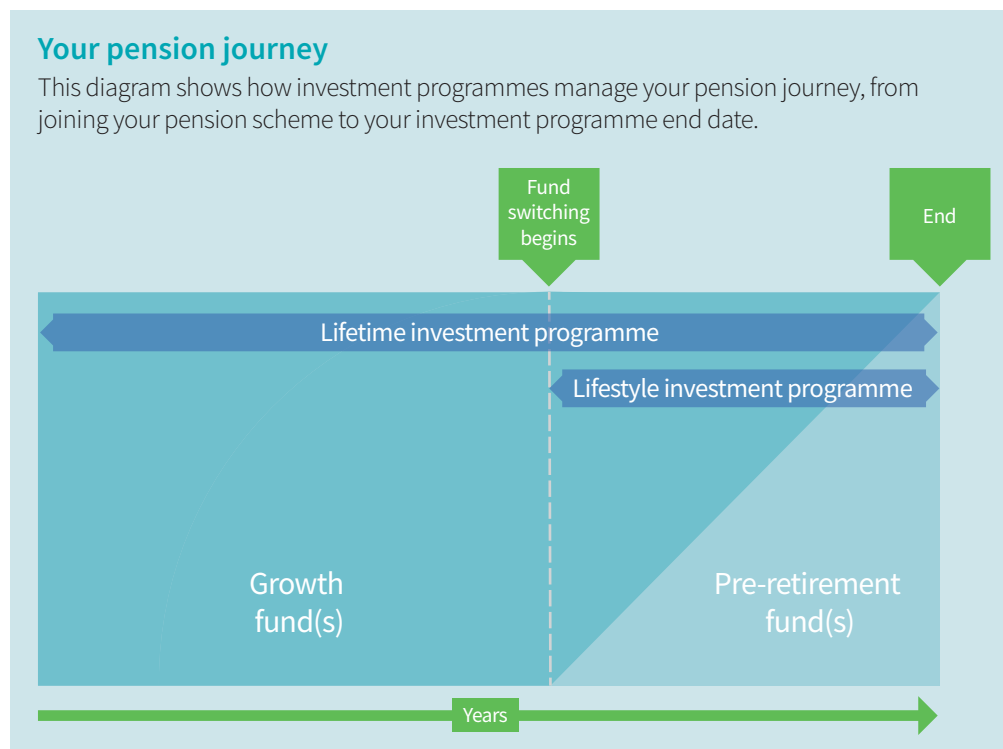 Your pension journey
This diagram shows how investment programmes manage your pension journey, from
joining your pension scheme to your investment programme end date.
Fund
switching
begins
End
Lifetime investment programme
Lifestyle investment programme
Growth
fund(s)
Pre-retirement
fund(s)
Years